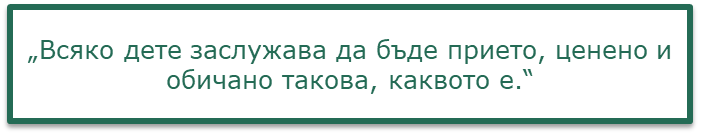 „Всяко дете заслужава да бъде прието, ценено и
обичано такова, каквото е.“